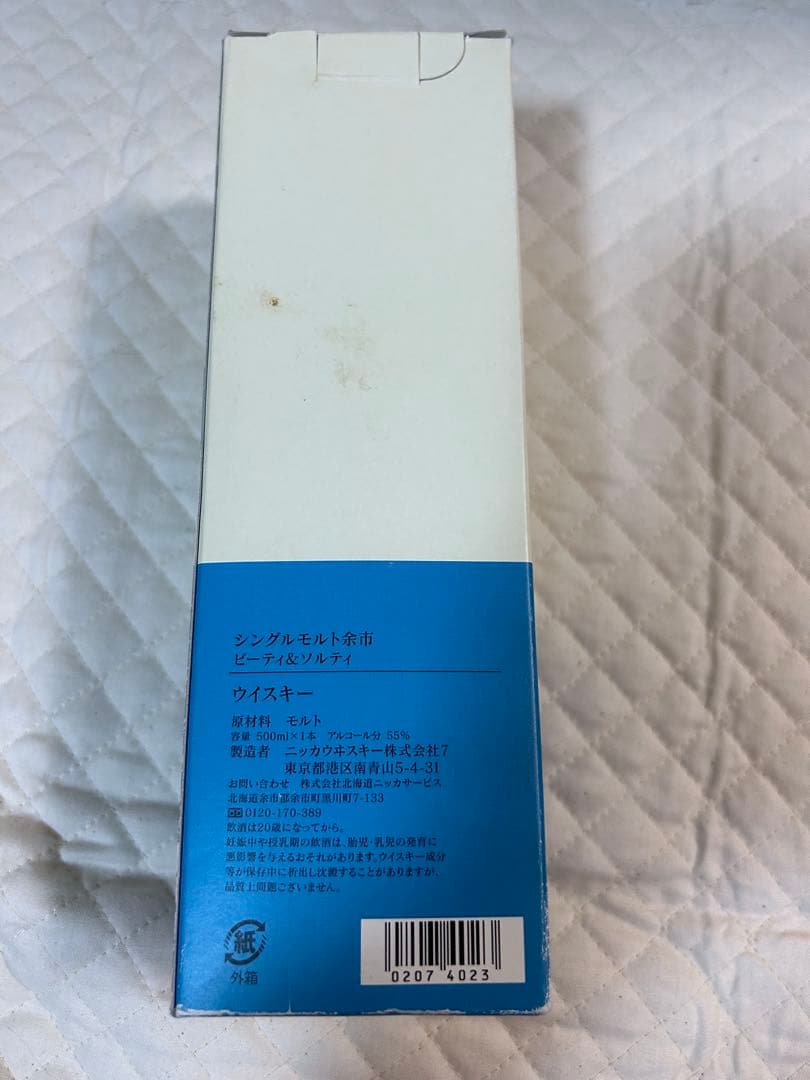 シングルモルト余市
ピーティ&ソルティ
ウイスキー
原材料 モルト
容量 500ml×1本 アルコール分 55%
製造者 ニッカウヰスキー株式会社7
東京都港区南青山5-4-31
お問い合わせ 株式会社北海道ニッカサービス
北海道余市郡余市町黒川町7-133
0120-170-389
飲酒は20歳になってから。
妊娠中や授乳期の飲酒は、胎児・乳児の発育に
悪影響を与えるおそれがあります。ウイスキー成分
等が保存中に析出し沈澱することがありますが、
品質上問題ございません。
紙
外箱
0207 4023